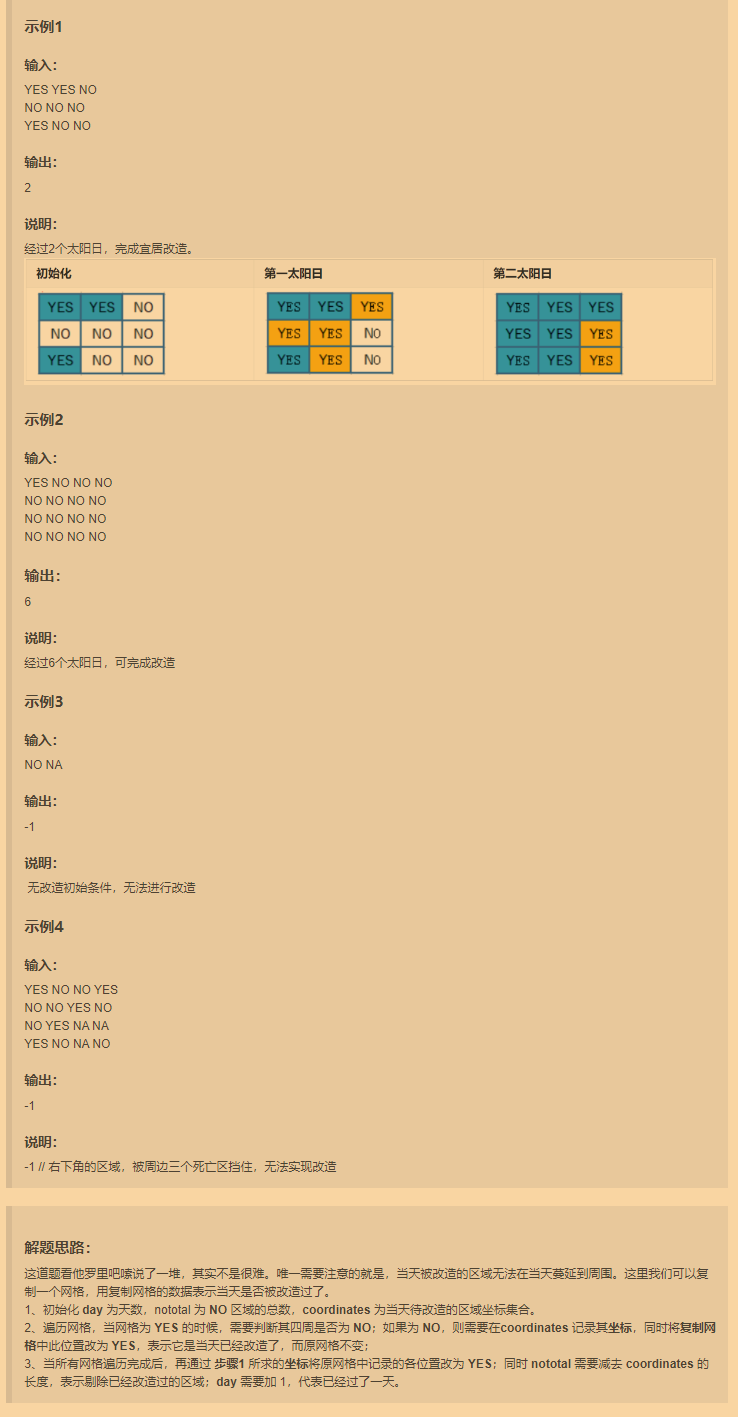 示例1
输入：
YES YES NO
NO NO NO
YES NO NO
输出：
2
说明：
经过2个太阳日，完成宜居改造。
初始化 第一太阳日 第二太阳日
YES YES NO YES YES YES YES YES YES
NO NO NO YES YES NO YES YES YES
YES NO NO YES YES NO YES YES YES
示例2
输入：
YES NO NO NO
NO NO NO NO
NO NO NO NO
NO NO NO NO
输出：
6
说明：
经过6个太阳日，可完成改造
示例3
输入：
NO NA
输出：
-1
说明：
无改造初始条件，无法进行改造
示例4
输入：
YES NO NO YES
NO NO YES NO
NO YES NA NA
YES NO NA NO
输出：
-1
说明：
-1 // 右下角的区域，被周边三个死亡区挡住，无法实现改造
解题思路：
这道题看他罗里吧嗦说了一堆，其实不是很难。唯一需要注意的就是，当天被改造的区域无法在当天蔓延到周围。这里我们可以复
制一个网格，用复制网格的数据表示当天是否被改造过了。
1、初始化 day 为天数，nototal 为 NO 区域的总数，coordinates 为当天待改造的区域坐标集合。
2、遍历网格，当网格为 YES 的时候，需要判断其四周是否为 NO；如果为 NO，则需要在coordinates 记录其坐标，同时将复制网
格中此位置改为 YES，表示它是当天已经改造了，而原网格不变；
3、当所有网格遍历完成后，再通过 步骤1 所求的坐标将原网格中记录的各位置改为 YES；同时 nototal 需要减去 coordinates 的
长度，表示剔除已经改造过的区域；day 需要加 1，代表已经过了一天。